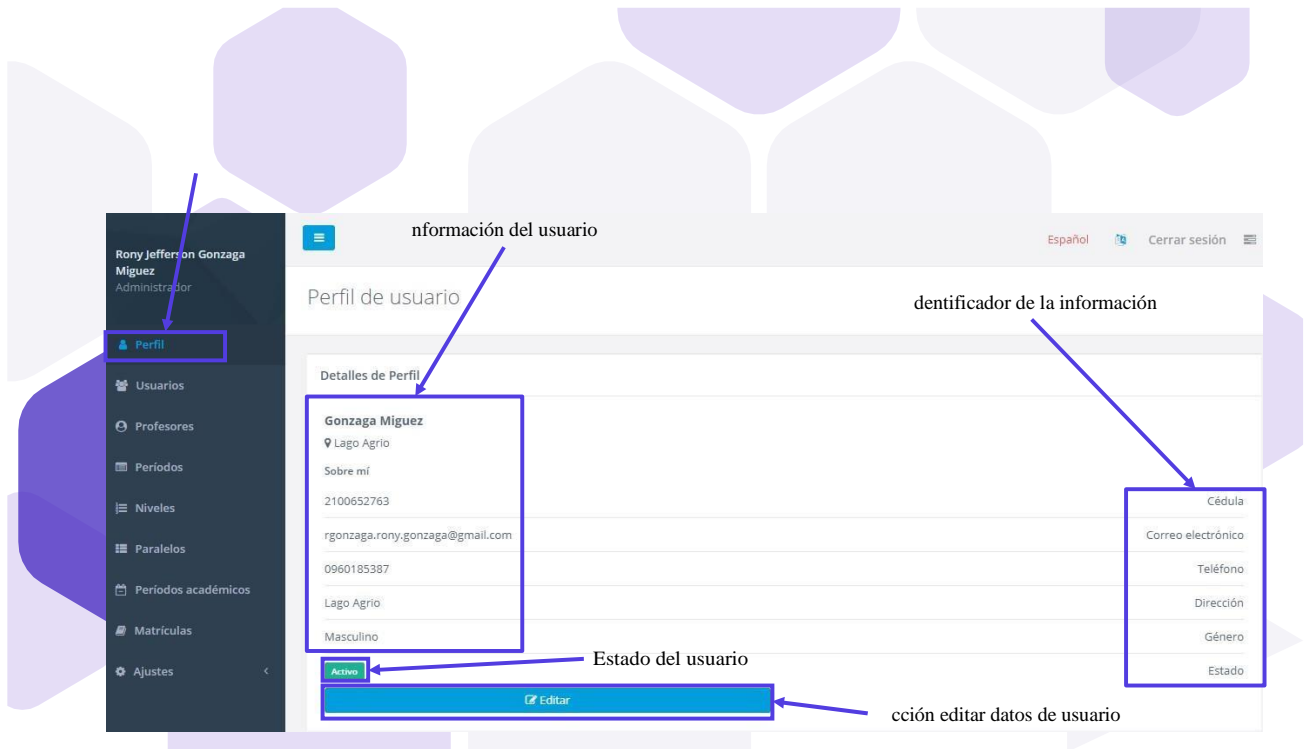 nformación del usuario
Español
Cerrar sesión
Rony Jefferson Gonzaga
Miguez
Administrador
Perfil de usuario
dentificador de la información
Perfil
Usuarios
Profesores
Períodos
Niveles
Paralelos
Períodos académicos
Matrículas
Ajustes
Detalles de Perfil
Gonzaga Miguez
Lago Agrio
Sobre mí
2100652763 Cédula
rgonzaga.rony.gonzaga@gmail.com Correo electrónico
0960185387 Teléfono
Lago Agrio Dirección
Masculino Género
Activo Estado del usuario Estado
Editar
cción editar datos de usuario